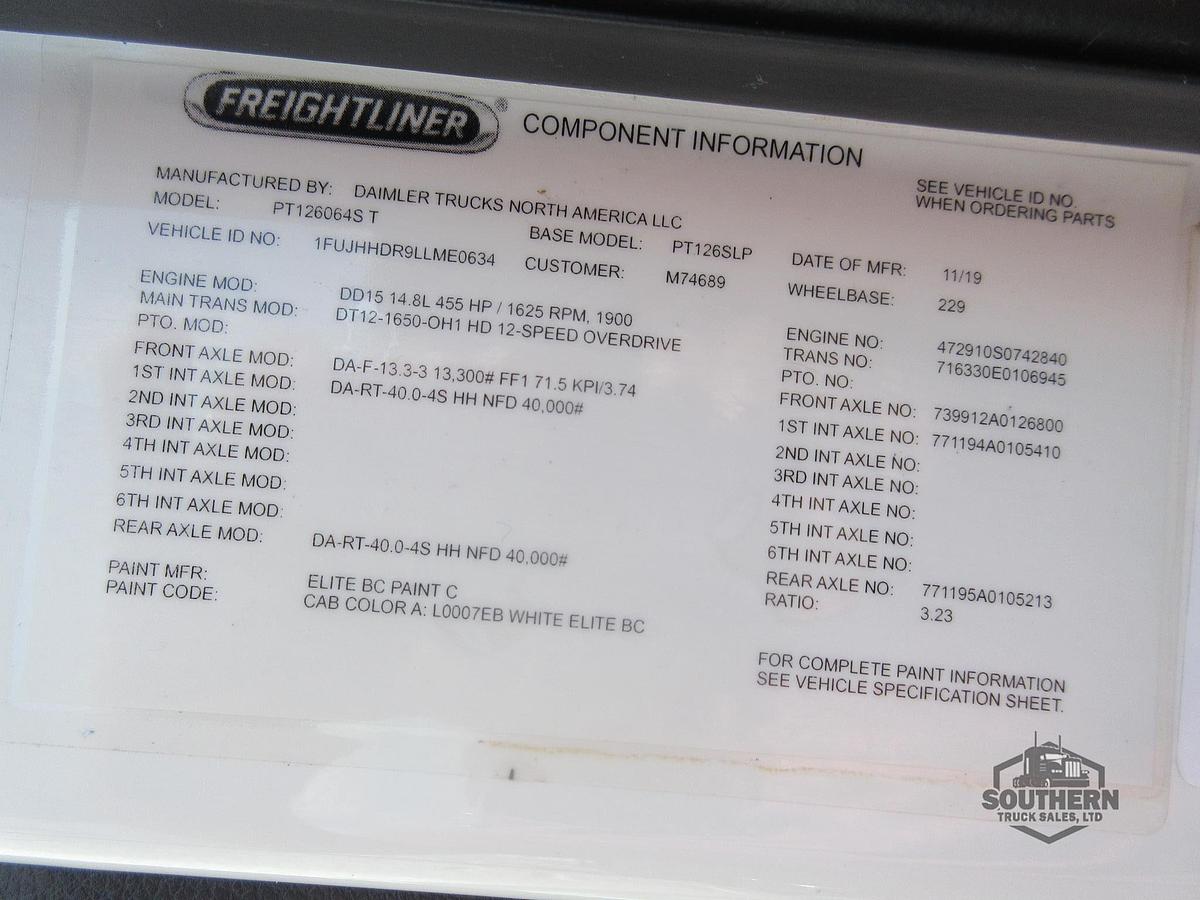 FREIGHTLINER® COMPONENT INFORMATION
MANUFACTURED BY: DAIMLER TRUCKS NORTH AMERICA LLC
SEE VEHICLE ID NO.
WHEN ORDERING PARTS
MODEL: PT126064S T BASE MODEL: PT126SLP DATE OF MFR: 11/19
VEHICLE ID NO: 1FUJHHDR9LLME0634 CUSTOMER: M74689 WHEELBASE: 229
ENGINE MOD: DD15 14.8L 455 HP / 1625 RPM, 1900 ENGINE NO: 472910S0742840
MAIN TRANS MOD: DT12-1650-OH1 HD 12-SPEED OVERDRIVE TRANS NO: 716330E0106945
PTO. MOD: PTO. NO:
FRONT AXLE MOD: DA-F-13.3-3 13,300# FF1 71.5 KPI/3.74 FRONT AXLE NO: 739912A0126800
1ST INT AXLE MOD: DA-RT-40.0-4S HH NFD 40,000# 1ST INT AXLE NO: 771194A0105410
2ND INT AXLE MOD: 2ND INT AXLE NO:
3RD INT AXLE MOD: 3RD INT AXLE NO:
4TH INT AXLE MOD: 4TH INT AXLE NO:
5TH INT AXLE MOD: 5TH INT AXLE NO:
6TH INT AXLE MOD: 6TH INT AXLE NO:
REAR AXLE MOD: DA-RT-40.0-4S HH NFD 40,000# REAR AXLE NO: 771195A0105213
RATIO: 3.23
PAINT MFR: ELITE BC PAINT C
PAINT CODE: CAB COLOR A: L0007EB WHITE ELITE BC
FOR COMPLETE PAINT INFORMATION
SEE VEHICLE SPECIFICATION SHEET.
SOUTHERN
TRUCK SALES, LTD